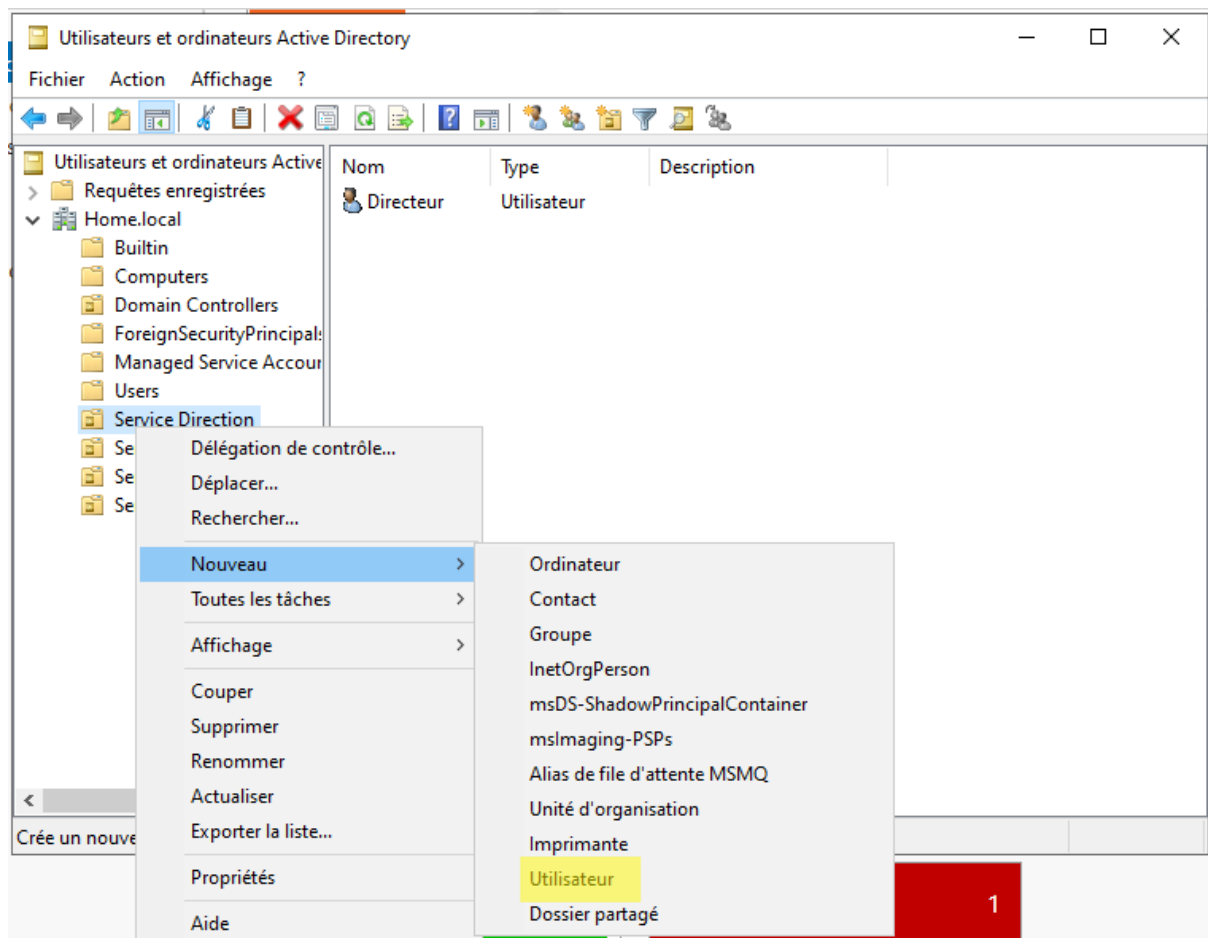 Utilisateurs et ordinateurs Active Directory
Fichier Action Affichage ?
Utilisateurs et ordinateurs Active
Requêtes enregistrées
Home.local
Builtin
Computers
Domain Controllers
ForeignSecurityPrincipals
Managed Service Accour
Users
Service Direction
Se
Se
Se
Nom Type Description
Directeur Utilisateur
Délégation de contrôle...
Déplacer...
Rechercher...
Nouveau
Toutes les tâches
Affichage
Couper
Supprimer
Renommer
Actualiser
Exporter la liste...
Propriétés
Aide
Ordinateur
Contact
Groupe
InetOrgPerson
msDS-ShadowPrincipalContainer
msImaging-PSPs
Alias de file d'attente MSMQ
Unité d'organisation
Imprimante
Utilisateur
Dossier partagé
Crée un nouve
1